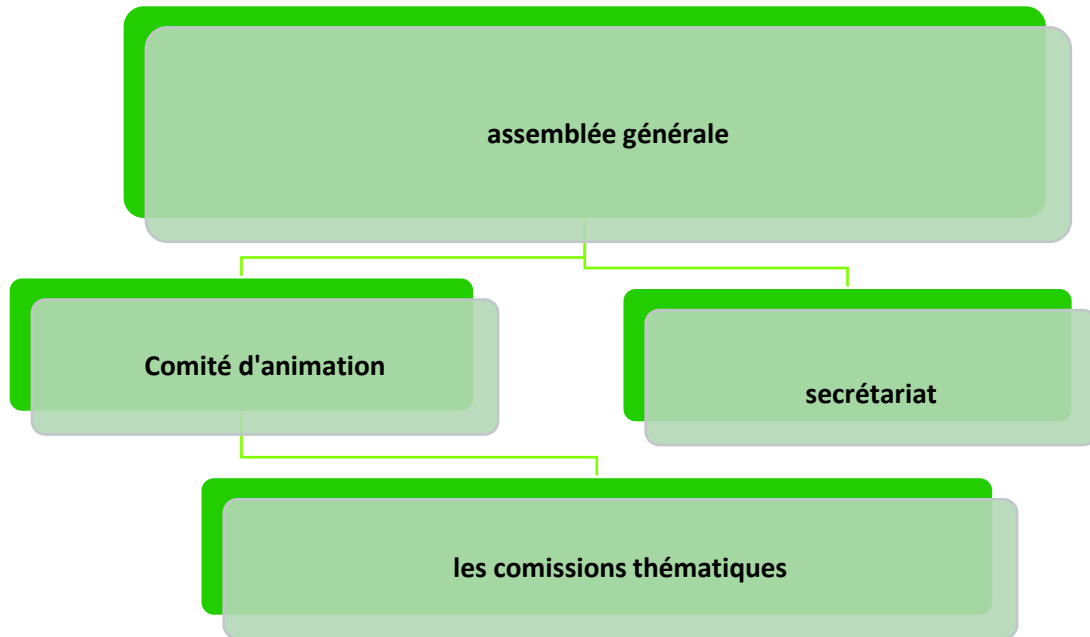 assemblée générale
Comité d'animation
secrétariat
les comissions thématiques